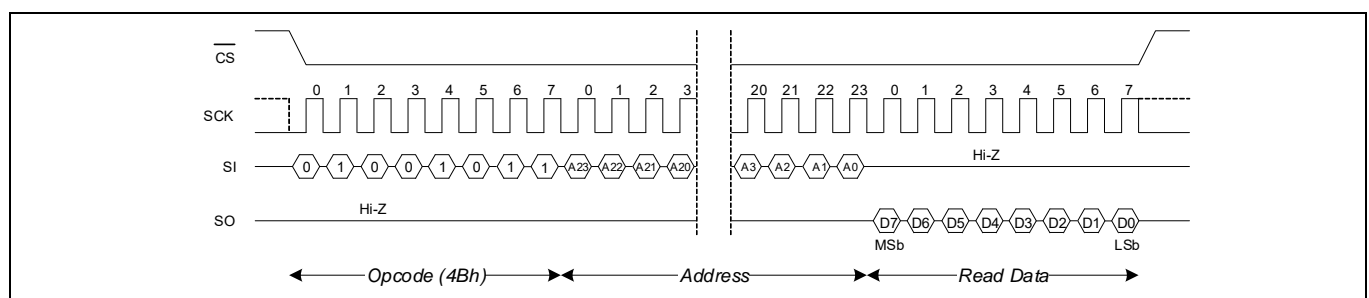 CS
0 1 2 3 4 5 6 7 0 1 2 3 20 21 22 23 0 1 2 3 4 5 6 7
SCK
SI 0 1 0 0 1 0 1 1 A23 A22 A21 A20 A3 A2 A1 A0 Hi-Z
Hi-Z
SO D7 D6 D5 D4 D3 D2 D1 D0
MSb LSb
Opcode (4Bh) Address Read Data